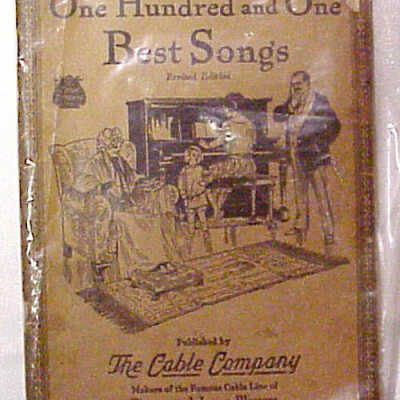 One Hundred and One
Best Songs
Revised Edition
Published by
The Cable Company
Makers of the Famous Cable Line of